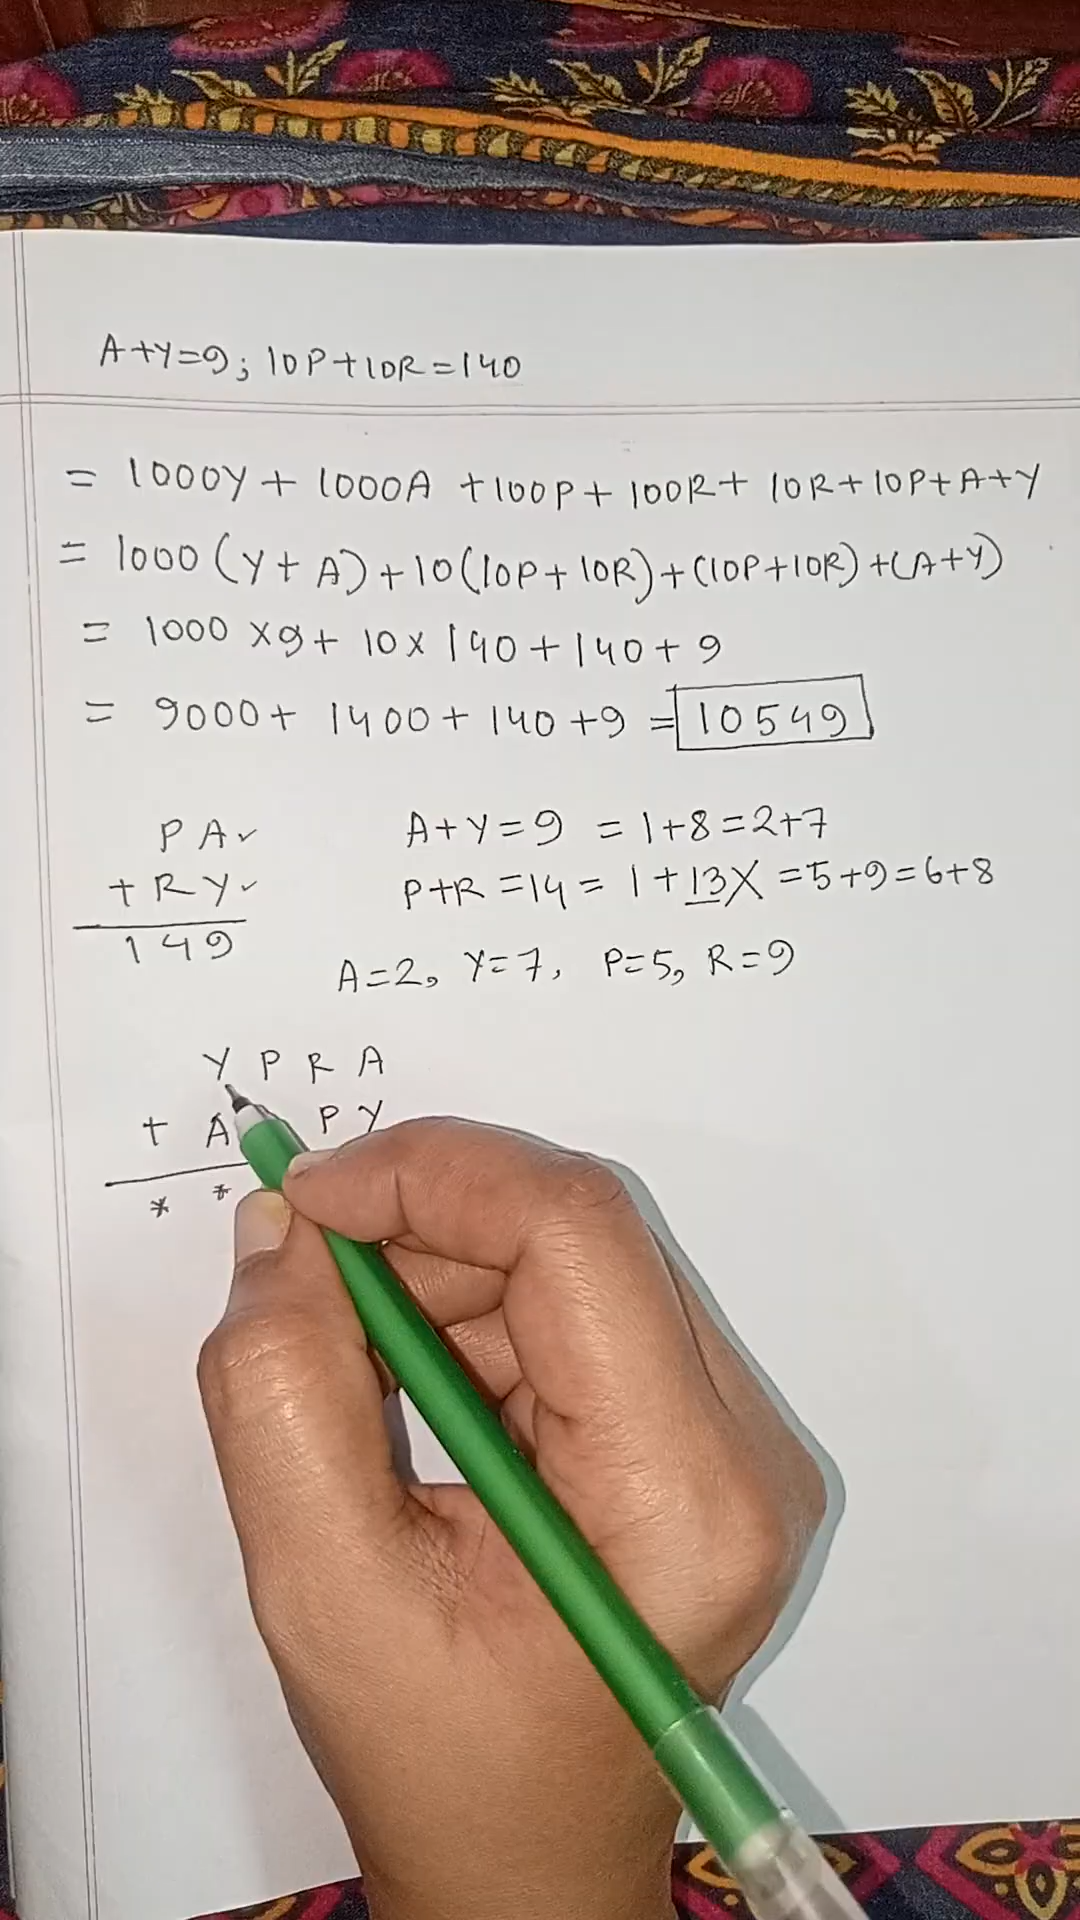 A+Y=9; 10P+10R=140
= 1000Y + 1000A + 100P + 100R + 10R + 10P + A + Y
= 1000 (Y + A) + 10(10P + 10R) + (10P + 10R) + (A + Y)
= 1000 × 9 + 10 × 140 + 140 + 9
= 9000 + 1400 + 140 + 9 = 10549
P A ✓
+ R Y ✓
1 4 9
A + Y = 9 = 1 + 8 = 2 + 7
P + R = 14 = 1 + 13 X = 5 + 9 = 6 + 8
A = 2, Y = 7, P = 5, R = 9
Y P R A
+ A P Y
* *